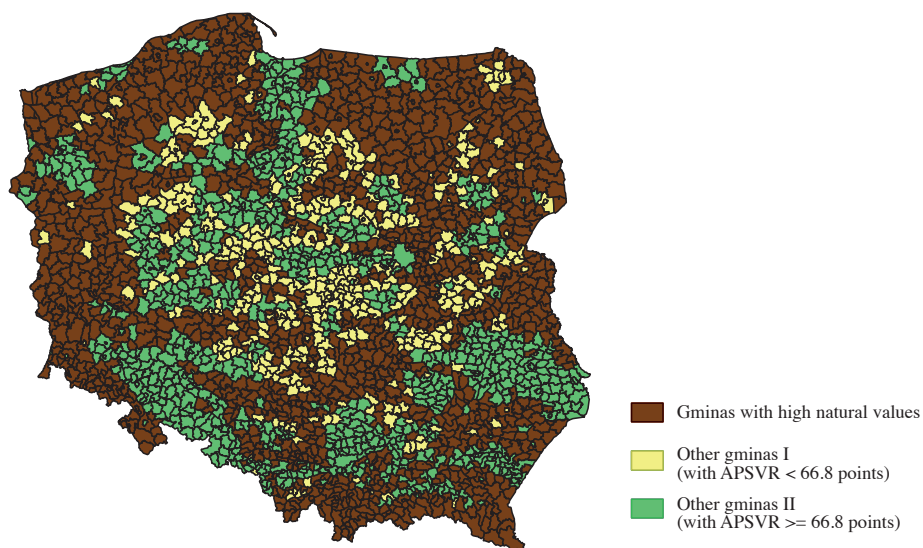 Gminas with high natural values
Other gminas I
(with APSVR < 66.8 points)
Other gminas II
(with APSVR >= 66.8 points)